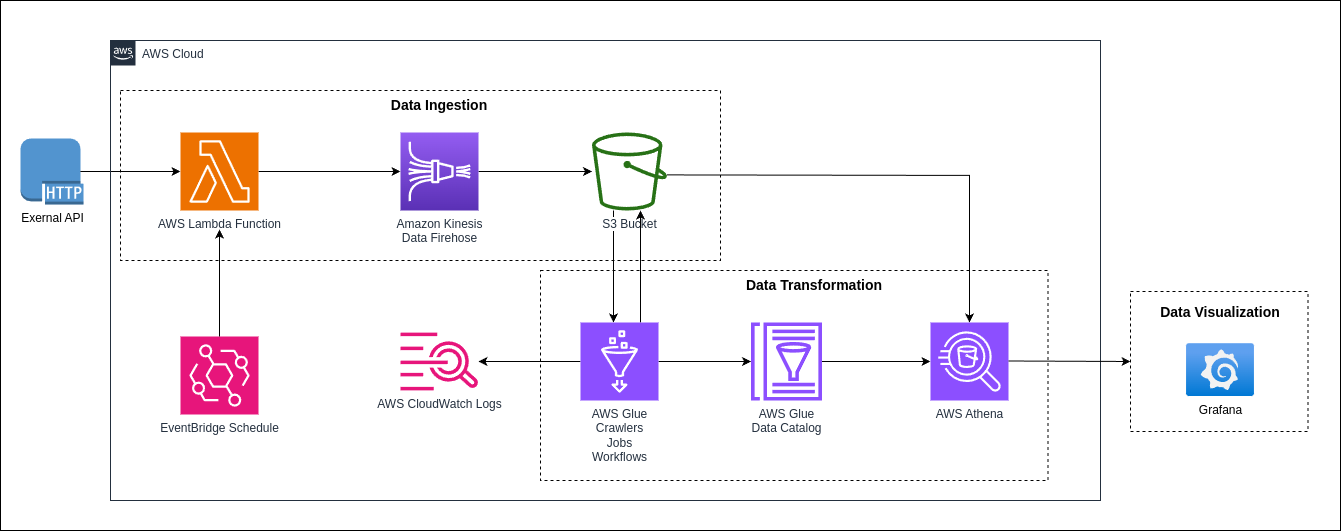 aws
AWS Cloud
Data Ingestion
HTTP
Exernal API
AWS Lambda Function
Amazon Kinesis
Data Firehose
S3 Bucket
Data Transformation
Data Visualization
EventBridge Schedule
AWS CloudWatch Logs
AWS Glue
Crawlers
Jobs
Workflows
AWS Glue
Data Catalog
AWS Athena
Grafana